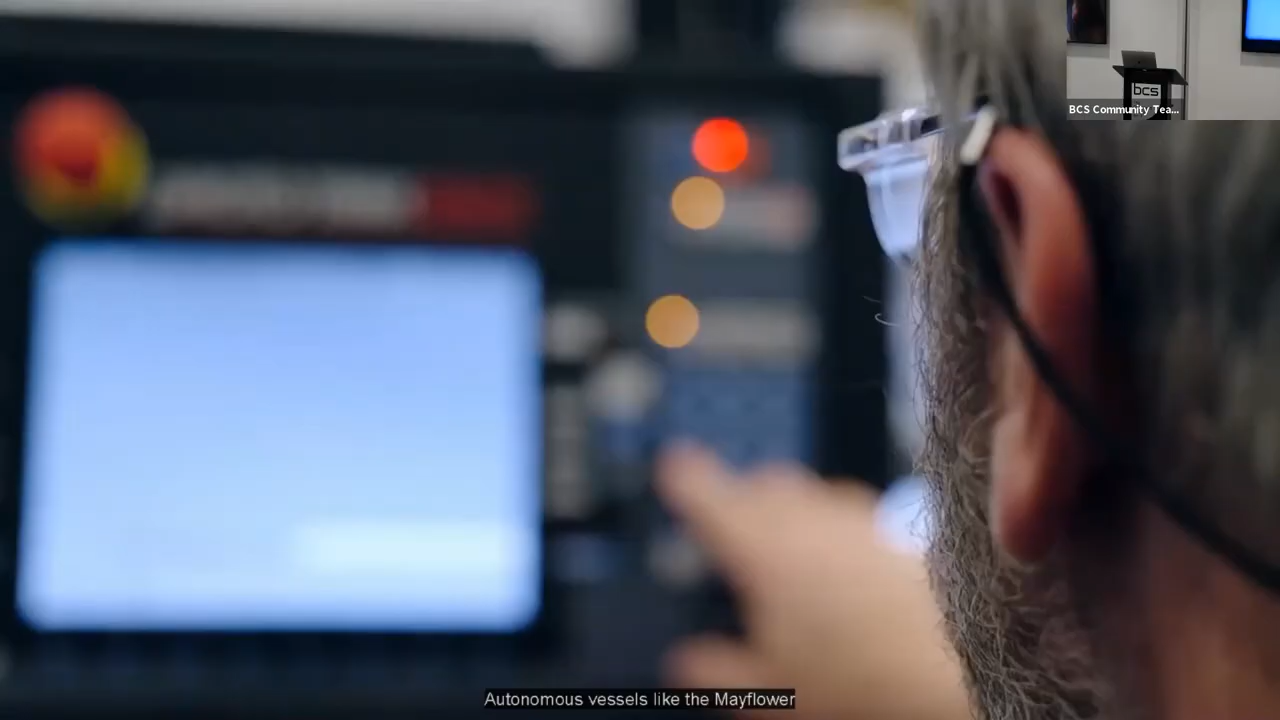 bcs
BCS Community Tea...
Autonomous vessels like the Mayflower